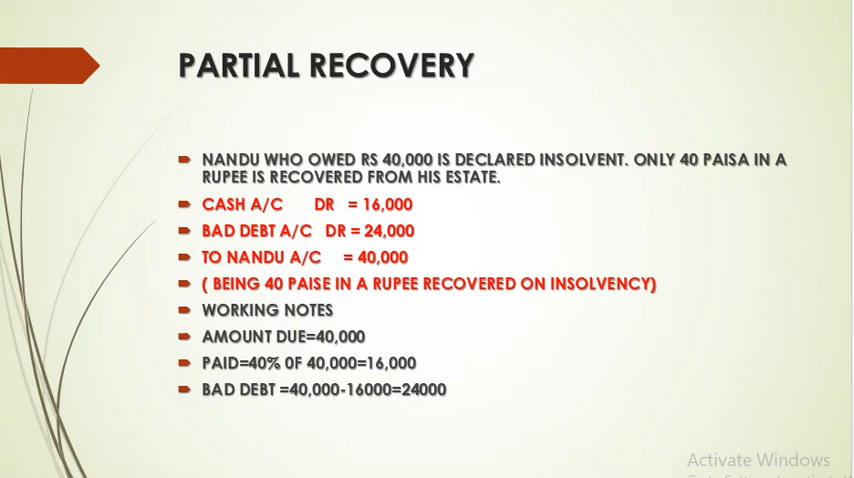 PARTIAL RECOVERY
NANDU WHO OWED RS 40,000 IS DECLARED INSOLVENT. ONLY 40 PAISA IN A
RUPEE IS RECOVERED FROM HIS ESTATE.
CASH A/C DR = 16,000
BAD DEBT A/C DR = 24,000
TO NANDU A/C = 40,000
( BEING 40 PAISE IN A RUPEE RECOVERED ON INSOLVENCY)
WORKING NOTES
AMOUNT DUE=40,000
PAID=40% 0F 40,000=16,000
BAD DEBT =40,000-16000=24000
Activate Windows